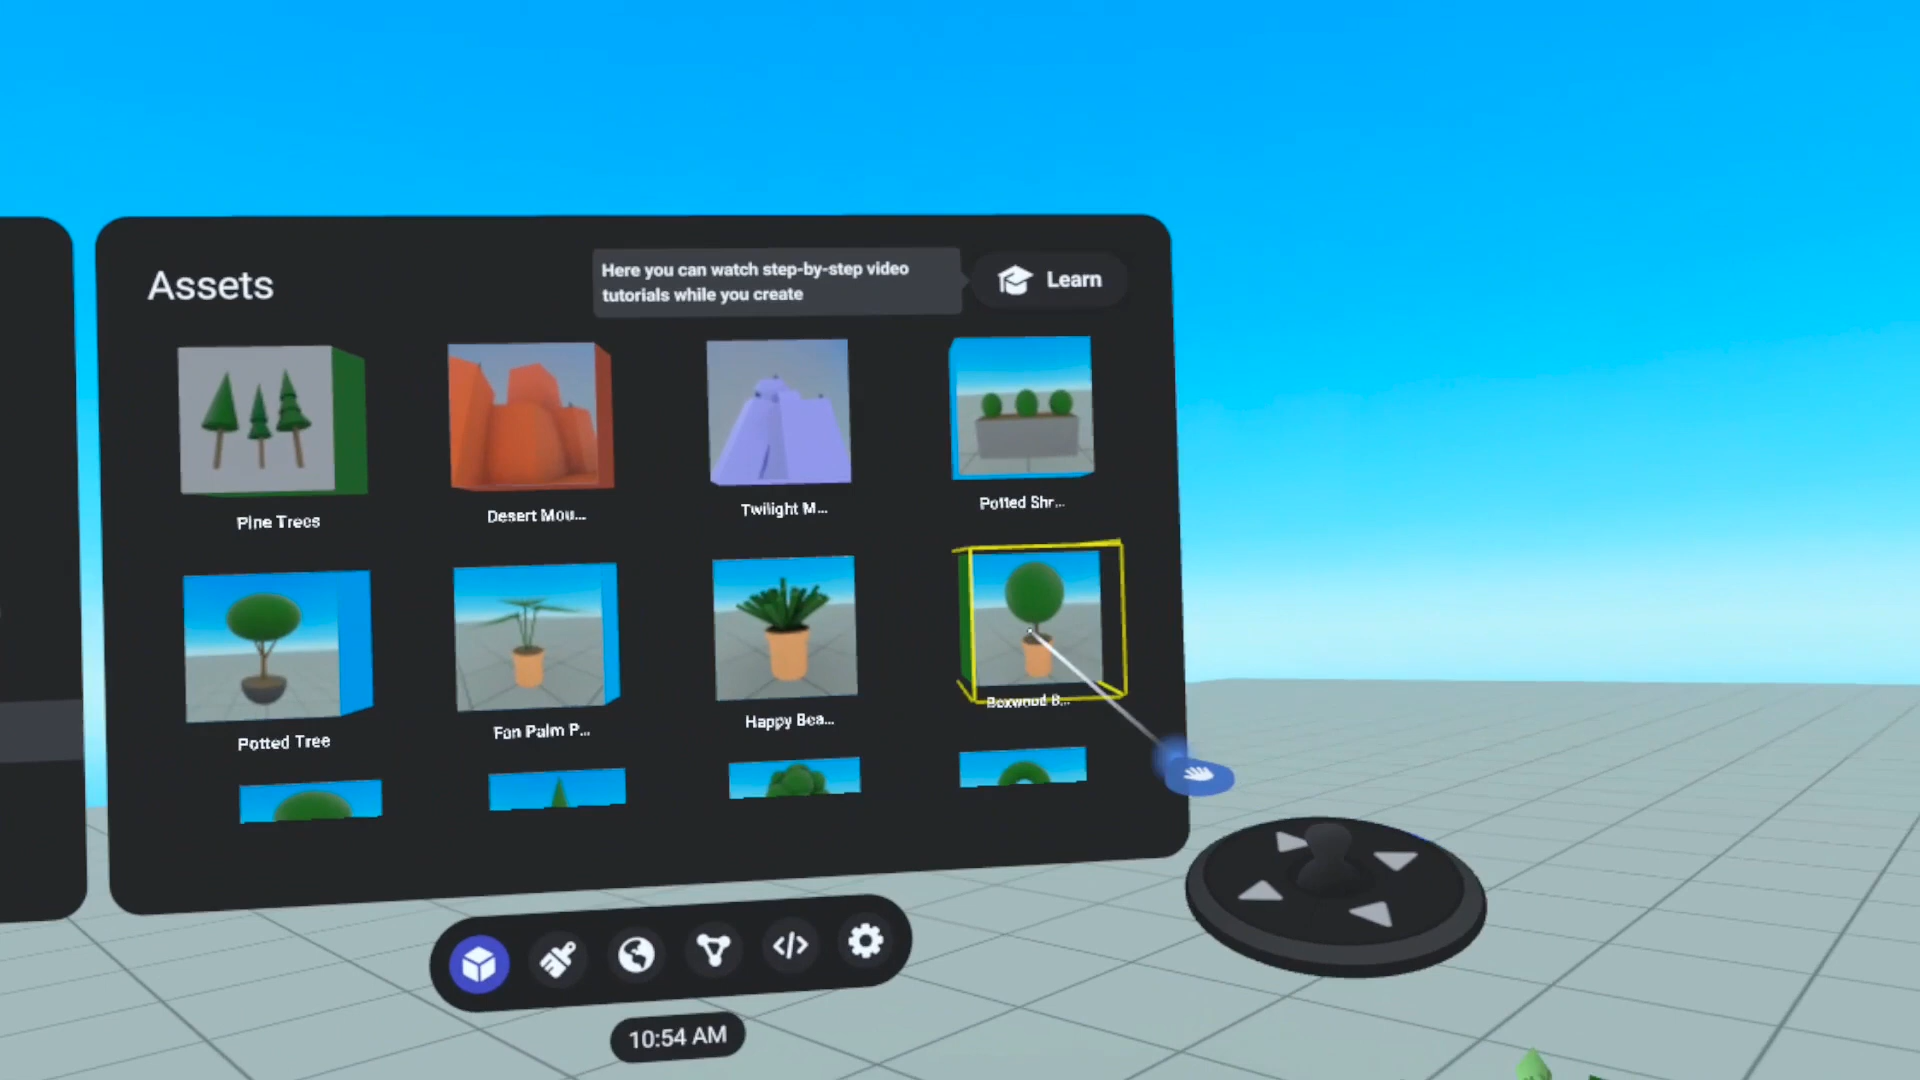 Assets
Here you can watch step-by-step video
tutorials while you create
Learn
Pine Trees
Desert Mou...
Twilight M...
Potted Shr...
Potted Tree
Fan Palm P...
Happy Bea...
Boxwood B...
10:54 AM